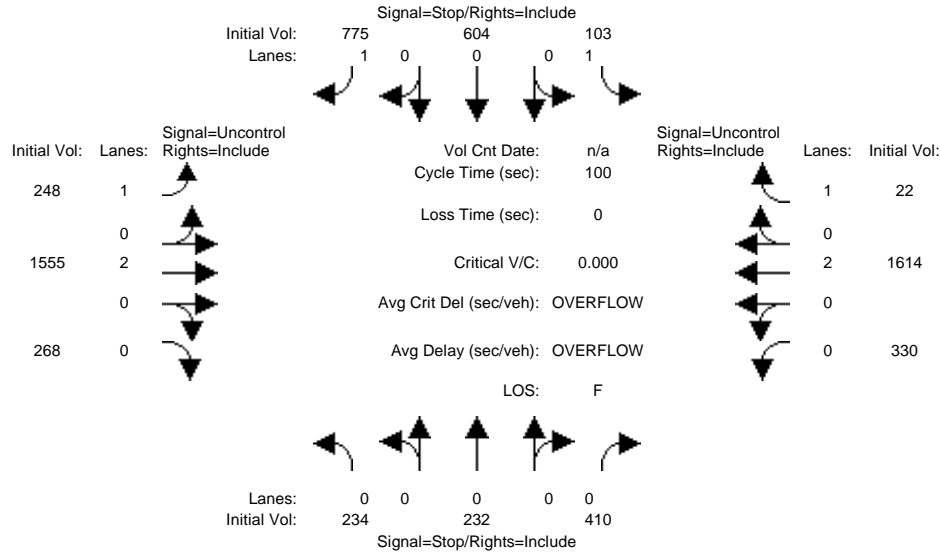 Signal=Stop/Rights=Include
Initial Vol: 775 604 103
Lanes: 1 0 0 0 1
Signal=Uncontrol
Initial Vol: Lanes: Rights=Include
Vol Cnt Date: n/a
Signal=Uncontrol
Rights=Include Lanes: Initial Vol:
Cycle Time (sec): 100
248 1
1 22
Loss Time (sec): 0
0
0
1555 2
Critical V/C: 0.000
2 1614
0
Avg Crit Del (sec/veh): OVERFLOW
0
268 0
Avg Delay (sec/veh): OVERFLOW
0 330
LOS: F
Lanes: 0 0 0 0 0
Initial Vol: 234 232 410
Signal=Stop/Rights=Include